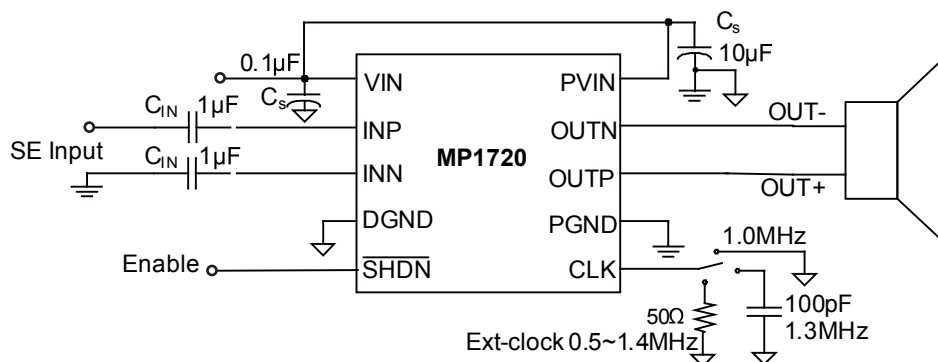 Cs
10µF
0.1µF
Cs
VIN
PVIN
CIN
1µF
INP
OUTN
OUT-
SE Input
MP1720
CIN
1µF
INN
OUTP
OUT+
DGND
PGND
1.0MHz
Enable
SHDN
CLK
100pF
1.3MHz
50Ω
Ext-clock 0.5~1.4MHz